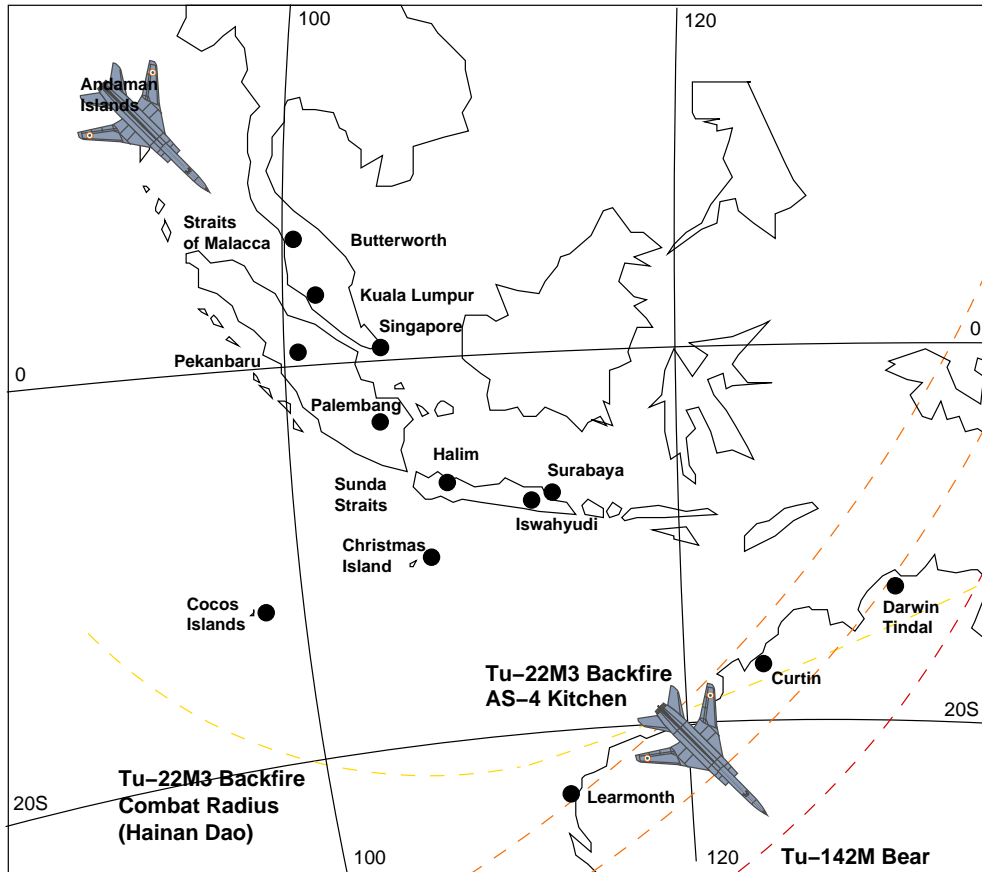 100
120
Andaman
Islands
Straits
of Malacca
Butterworth
Kuala Lumpur
Singapore
0
Pekanbaru
0
Palembang
Halim
Surabaya
Sunda
Straits
Iswahyudi
Christmas
Island
Cocos
Islands
Darwin
Tindal
Tu−22M3 Backfire
AS−4 Kitchen
Curtin
20S
Tu−22M3 Backfire
Combat Radius
(Hainan Dao)
20S
Learmonth
100
120
Tu−142M Bear